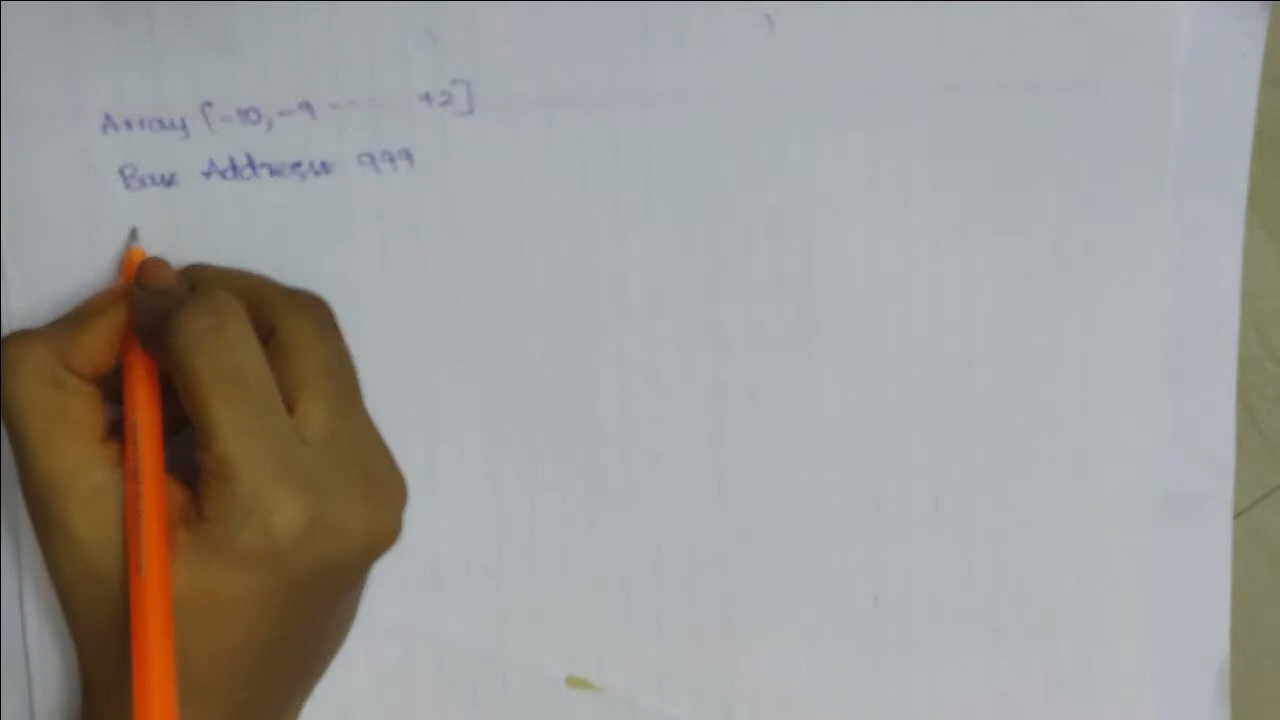 Array [-10, -9 ---- +2]
Base Address 999